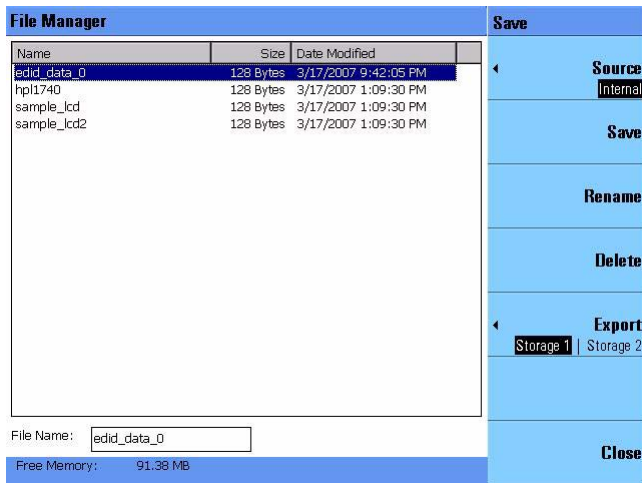 File Manager
Save
Name Size Date Modified
edid_data_0 128 Bytes 3/17/2007 9:42:05 PM
hpl1740 128 Bytes 3/17/2007 1:09:30 PM
sample_lcd 128 Bytes 3/17/2007 1:09:30 PM
sample_lcd2 128 Bytes 3/17/2007 1:09:30 PM
File Name: edid_data_0
Free Memory: 91.38 MB
Source
Internal
Save
Rename
Delete
Export
Storage 1 | Storage 2
Close